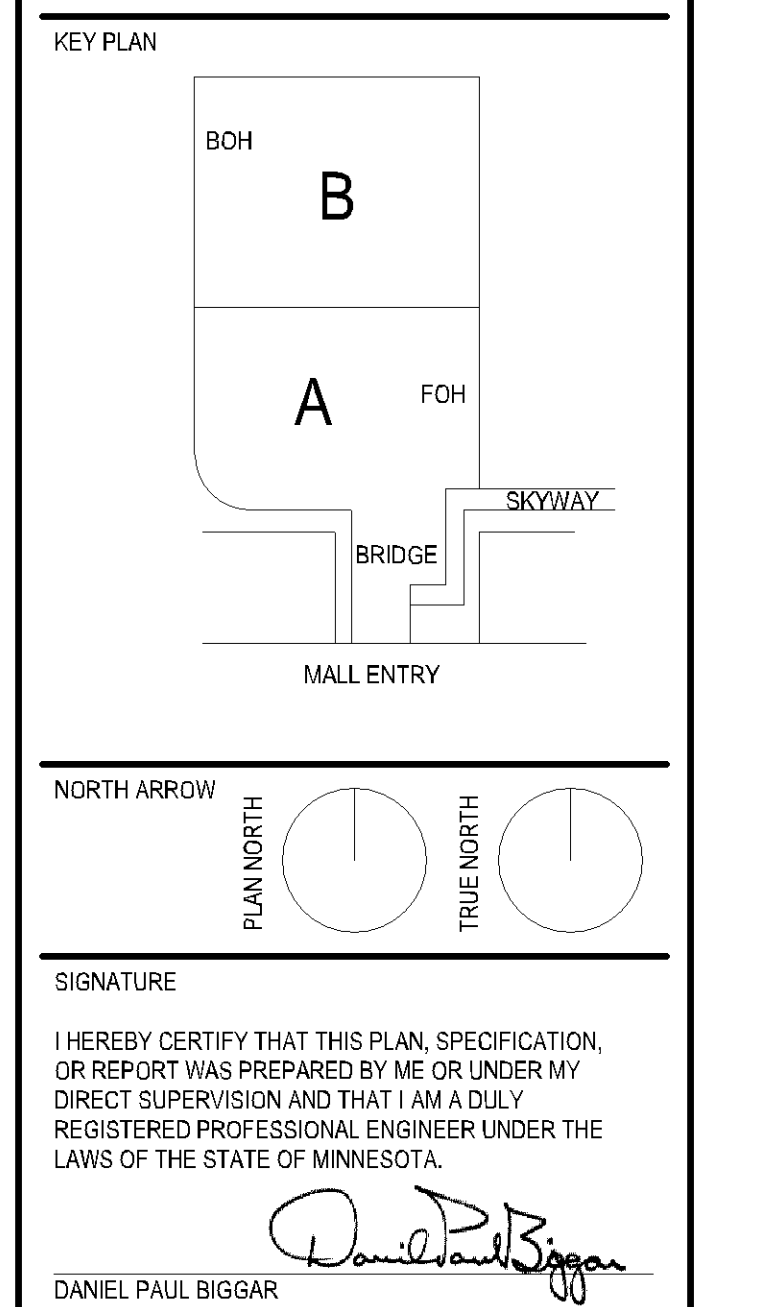 KEY PLAN
BOH
B
A
FOH
SKYWAY
BRIDGE
MALL ENTRY
NORTH ARROW
PLAN NORTH
TRUE NORTH
SIGNATURE
I HEREBY CERTIFY THAT THIS PLAN, SPECIFICATION,
OR REPORT WAS PREPARED BY ME OR UNDER MY
DIRECT SUPERVISION AND THAT I AM A DULY
REGISTERED PROFESSIONAL ENGINEER UNDER THE
LAWS OF THE STATE OF MINNESOTA.
Daniel Paul Biggar
DANIEL PAUL BIGGAR